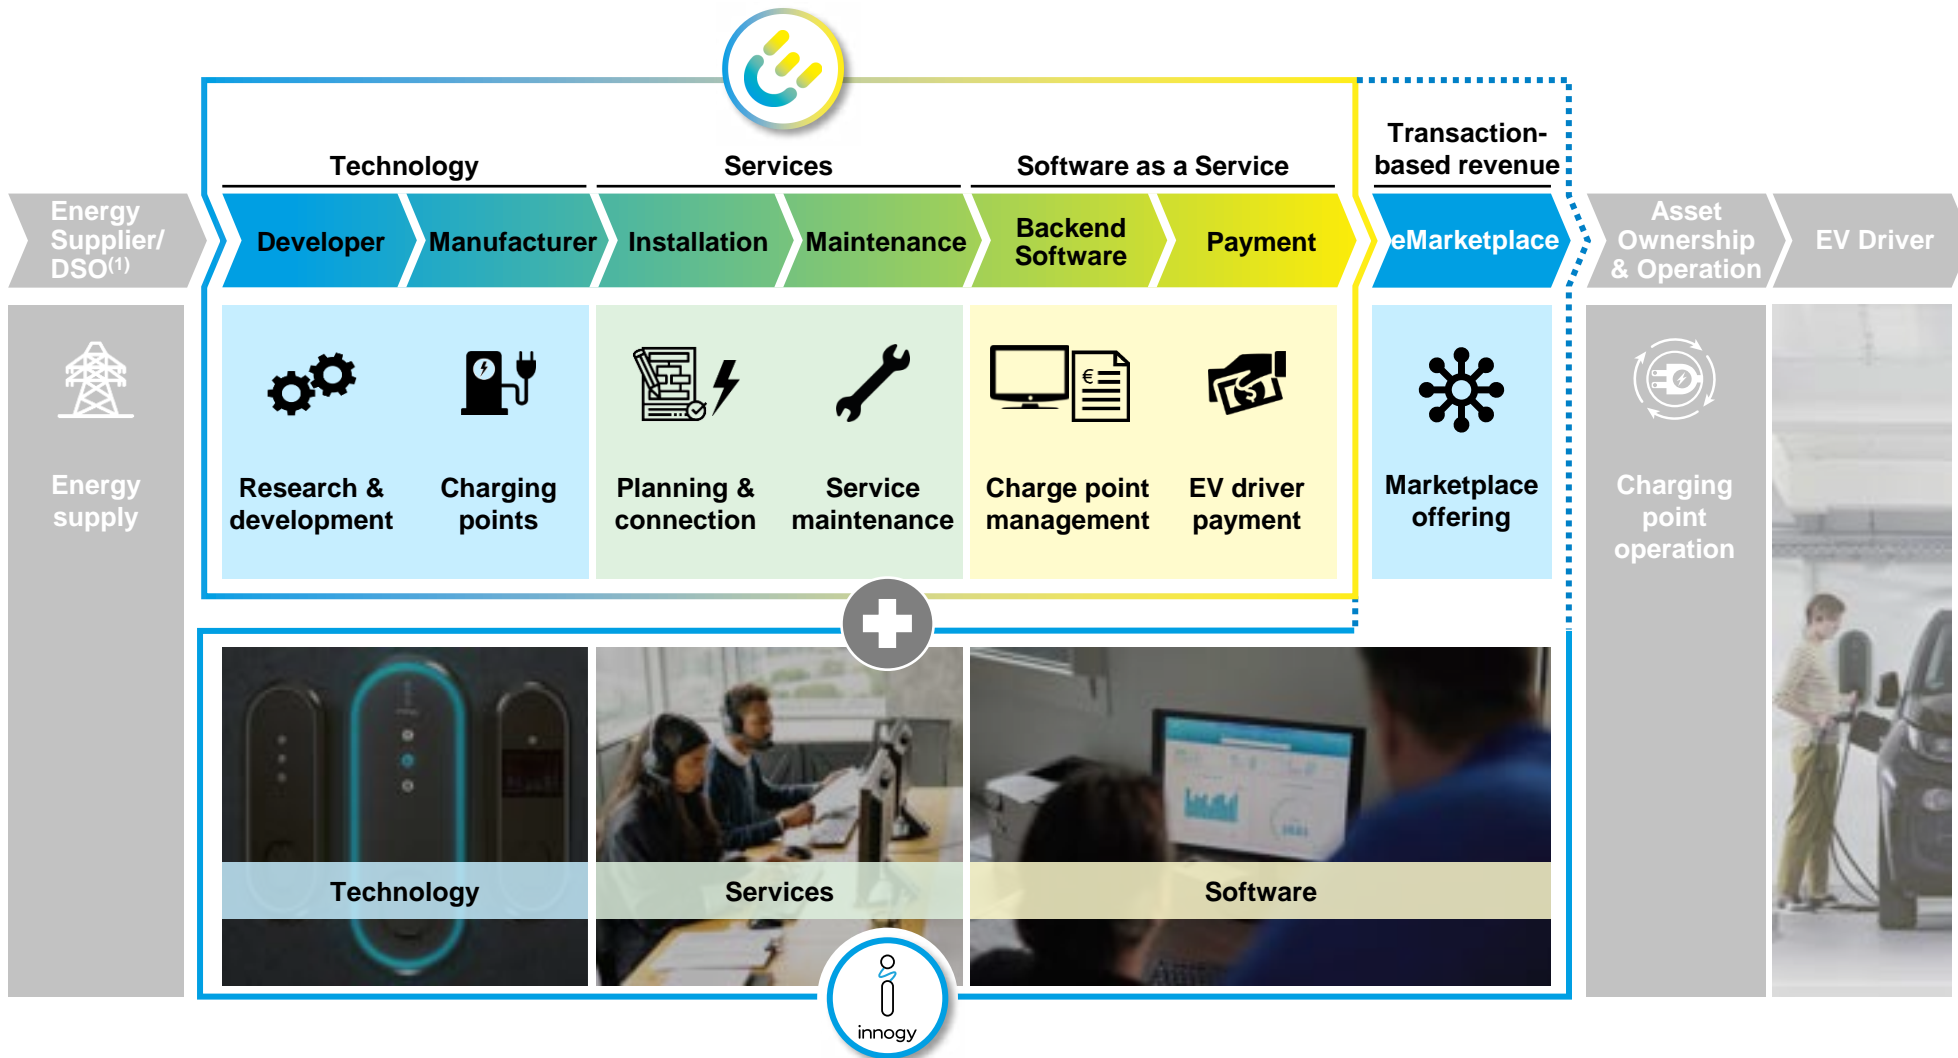 Technology
Services
Software as a Service
Transaction-
based revenue
Energy
Supplier/
DSO(1)
Developer
Manufacturer
Installation
Maintenance
Backend
Software
Payment
eMarketplace
Asset
Ownership
& Operation
EV Driver
Energy
supply
Research &
development
Charging
points
Planning &
connection
Service
maintenance
€
Charge point
management
$
EV driver
payment
Marketplace
offering
Charging
point
operation
Technology
Services
Software
innogy